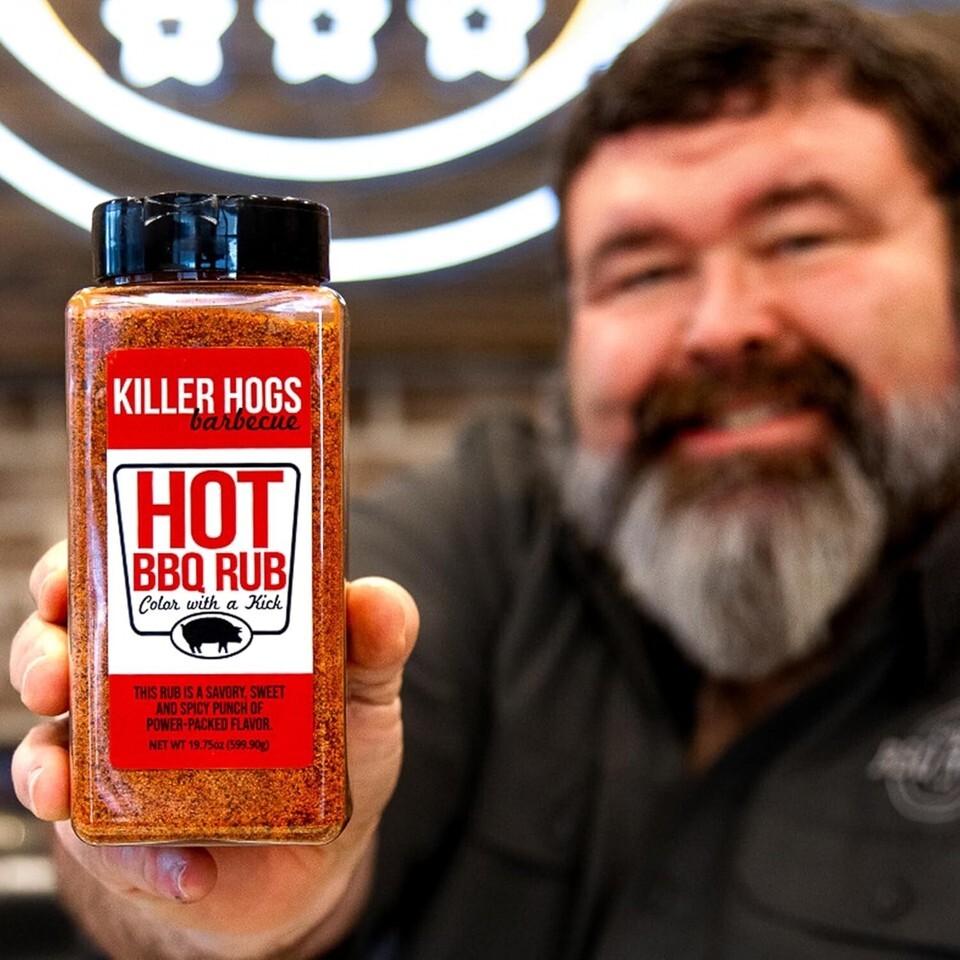 KILLER HOGS
barbecue
HOT
BBQ RUB
Color with a Kick
THIS RUB IS A SAVORY, SWEET
AND SPICY PUNCH OF
POWER-PACKED FLAVOR.
NET WT 19.75oz (599.90g)